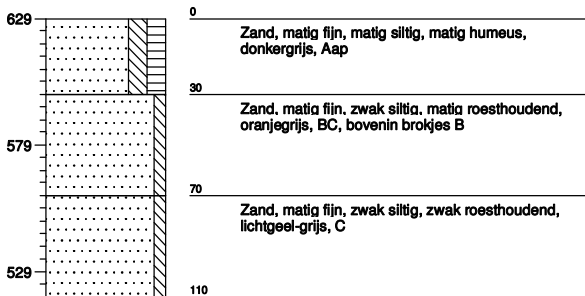 629
0
Zand, matig fijn, matig siltig, matig humeus,
donkergrijs, Aap
30
Zand, matig fijn, zwak siltig, matig roesthoudend,
oranjegrijs, BC, bovenin brokjes B
579
70
Zand, matig fijn, zwak siltig, zwak roesthoudend,
lichtgeel-grijs, C
529
110